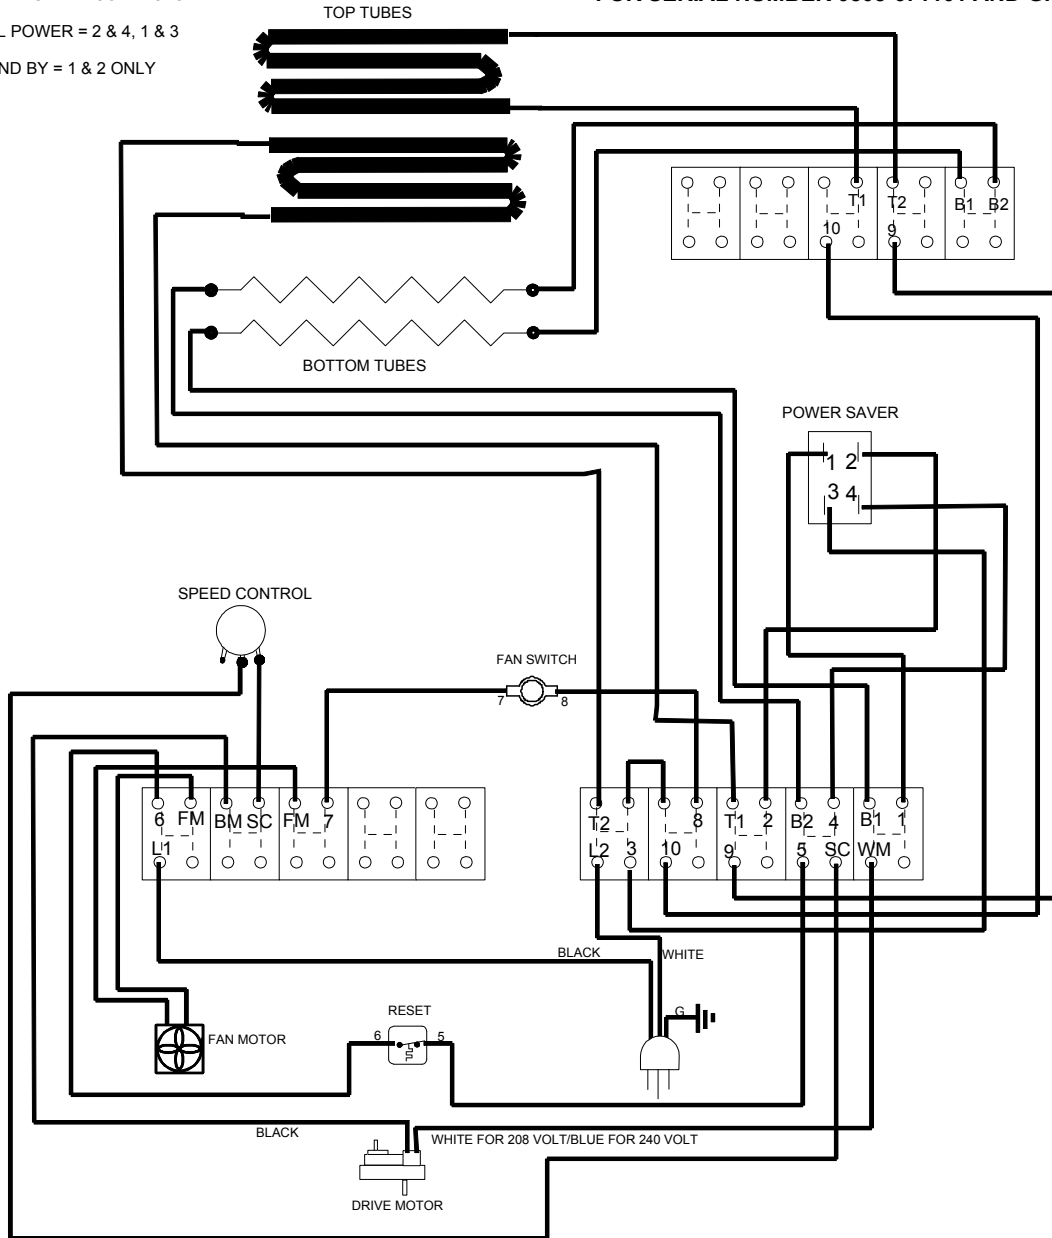 TOP TUBES
L POWER = 2 & 4, 1 & 3
ND BY = 1 & 2 ONLY
T1 T2 B1 B2
10 9
BOTTOM TUBES
POWER SAVER
1 2
3 4
SPEED CONTROL
FAN SWITCH
7 8
6 FM BM SC FM 7
L1
T2 8 T1 2 B2 4 B1 1
L2 3 10 9 5 SC WM
BLACK WHITE
G
RESET
6 5
FAN MOTOR
BLACK
WHITE FOR 208 VOLT/BLUE FOR 240 VOLT
DRIVE MOTOR